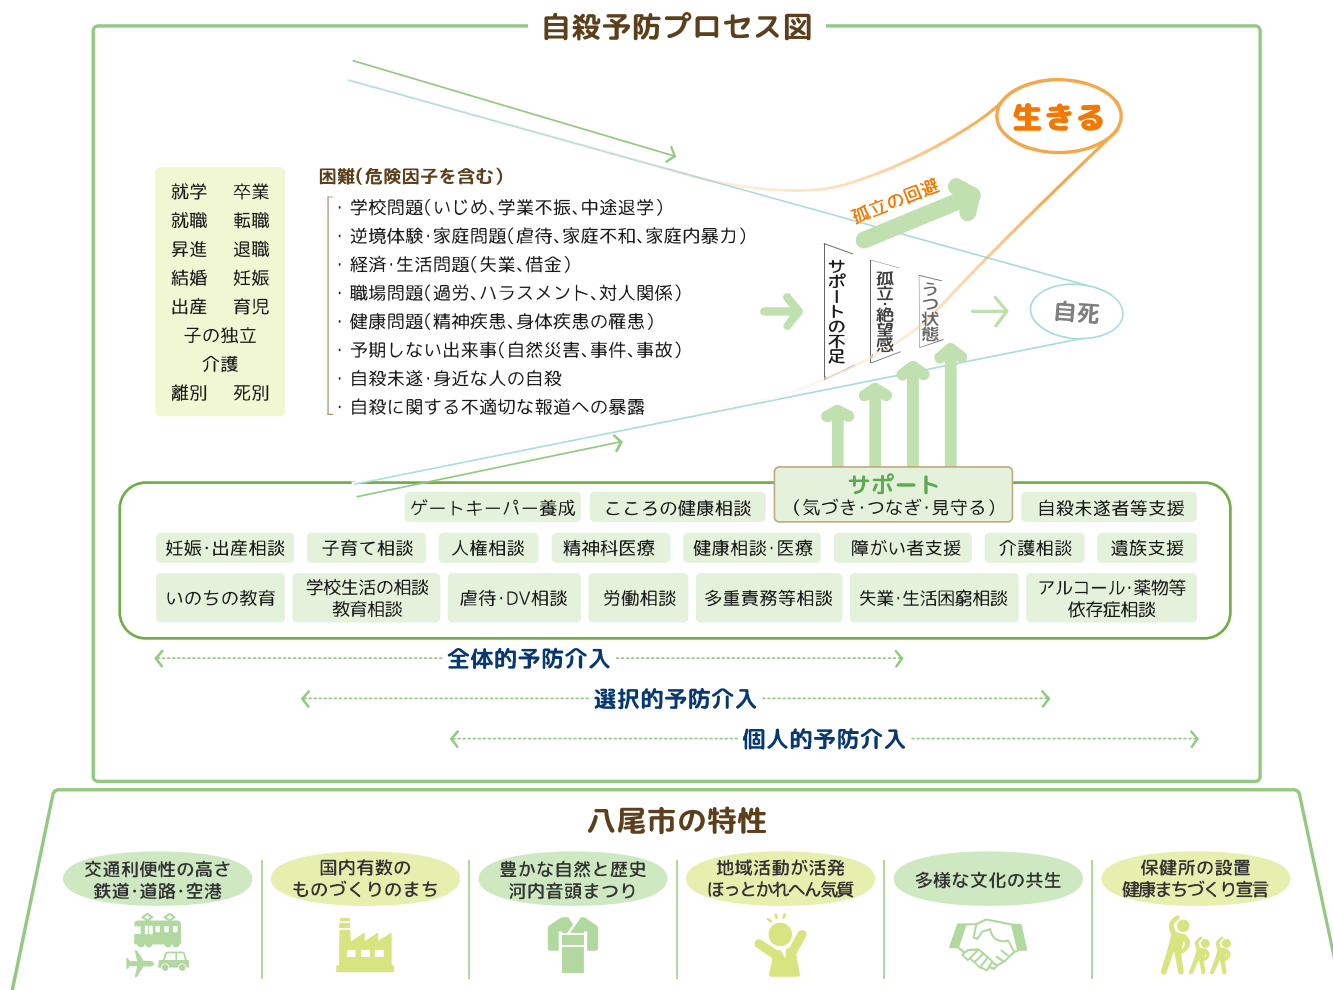 自殺予防プロセス図
生きる
孤立の回避
就学 卒業
就職 転職
昇進 退職
結婚 妊娠
出産 育児
子の独立
介護
離別 死別
困難(危険因子を含む)
・学校問題(いじめ、学業不振、中途退学)
・逆境体験・家庭問題(虐待、家庭不和、家庭内暴力)
・経済・生活問題(失業、借金)
・職場問題(過労、ハラスメント、対人関係)
・健康問題(精神疾患、身体疾患の罹患)
・予期しない出来事(自然災害、事件、事故)
・自殺未遂・身近な人の自殺
・自殺に関する不適切な報道への暴露
サポートの不足
孤立・絶望感
うつ状態
自死
サポート
(気づき・つなぎ・見守る)
ゲートキーパー養成 こころの健康相談 自殺未遂者等支援
妊娠・出産相談 子育て相談 人権相談 精神科医療 健康相談・医療 障がい者支援 介護相談 遺族支援
いのちの教育
学校生活の相談
教育相談
虐待・DV相談 労働相談 多重責務等相談 失業・生活困窮相談
アルコール・薬物等
依存症相談
全体的予防介入
選択的予防介入
個人的予防介入
八尾市の特性
交通利便性の高さ
鉄道・道路・空港
国内有数の
ものづくりのまち
豊かな自然と歴史
河内音頭まつり
地域活動が活発
ほっとかれへん気質
多様な文化の共生
保健所の設置
健康まちづくり宣言